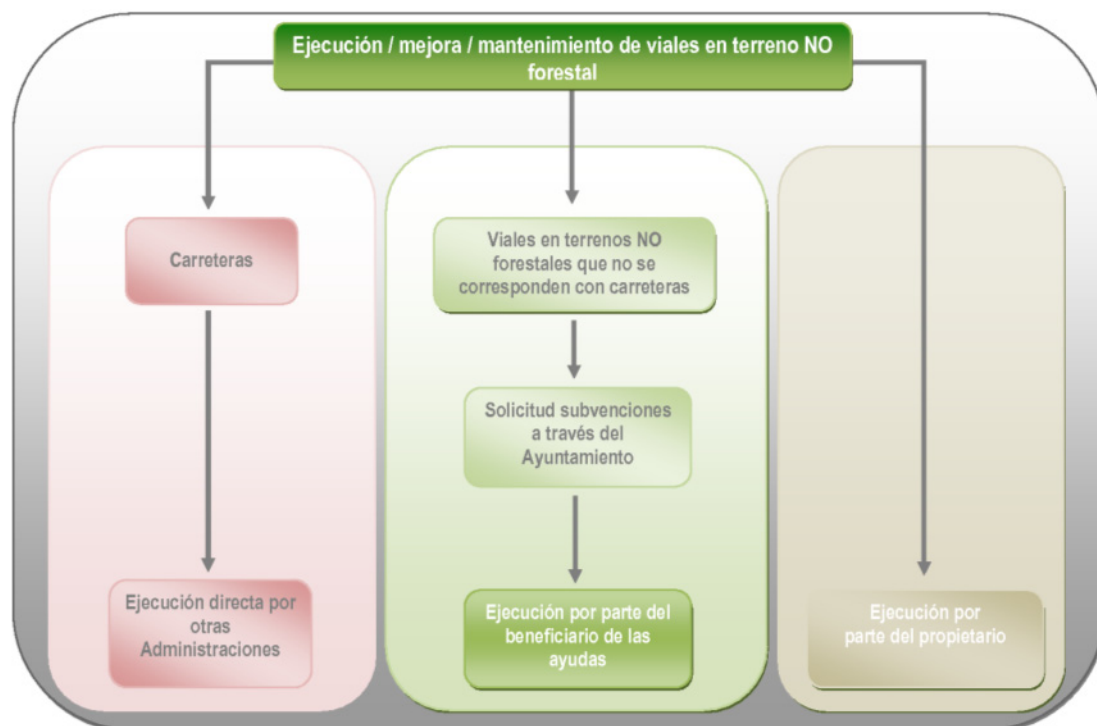 Ejecución / mejora / mantenimiento de viales en terreno NO
forestal
Carreteras
Ejecución directa por
otras
Administraciones
Viales en terrenos NO
forestales que no se
corresponden con carreteras
Solicitud subvenciones
a través del
Ayuntamiento
Ejecución por parte del
beneficiario de las
ayudas
Ejecución por
parte del propietario